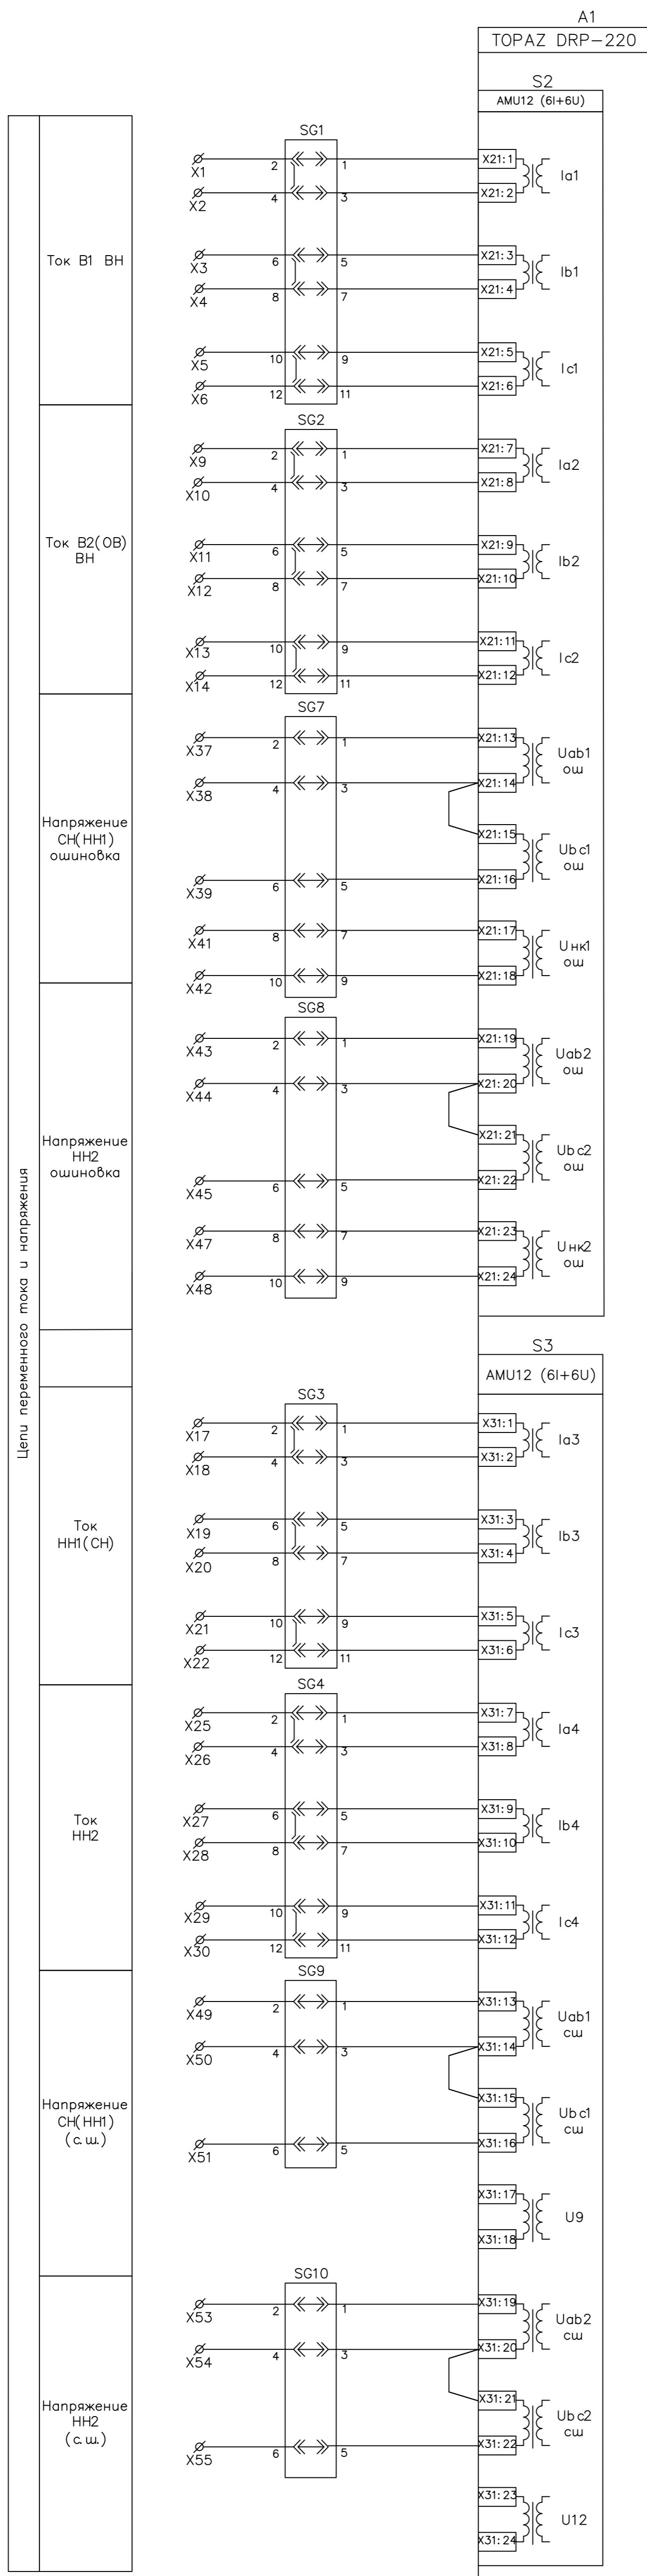 A1
TOPAZ DRP-220
S2
AMU12 (6I+6U)
SG1
X1 2 1 X21:1
Ia1
X2 4 3 X21:2
Ток В1 ВН
X3 6 5 X21:3
Ib1
X4 8 7 X21:4
X5 10 9 X21:5
Ic1
X6 12 11 X21:6
SG2
X9 2 1 X21:7
Ia2
X10 4 3 X21:8
Ток В2(ОВ)
ВН
X11 6 5 X21:9
Ib2
X12 8 7 X21:10
X13 10 9 X21:11
Ic2
X14 12 11 X21:12
SG7
X37 2 1 X21:13
Uab1
ош
X38 4 3 X21:14
Напряжение
СН(НН1)
ошиновка
X21:15
Ubc1
ош
X39 6 5 X21:16
X41 8 7 X21:17
Uнк1
ош
X42 10 9 X21:18
SG8
X43 2 1 X21:19
Uab2
ош
X44 4 3 X21:20
Напряжение
НН2
ошиновка
X21:21
Ubc2
ош
X45 6 5 X21:22
X47 8 7 X21:23
Uнк2
ош
X48 10 9 X21:24
Цепи переменного тока и напряжения
S3
AMU12 (6I+6U)
SG3
X17 2 1 X31:1
Ia3
X18 4 3 X31:2
Ток
НН1(СН)
X19 6 5 X31:3
Ib3
X20 8 7 X31:4
X21 10 9 X31:5
Ic3
X22 12 11 X31:6
SG4
X25 2 1 X31:7
Ia4
X26 4 3 X31:8
Ток
НН2
X27 6 5 X31:9
Ib4
X28 8 7 X31:10
X29 10 9 X31:11
Ic4
X30 12 11 X31:12
SG9
X49 2 1 X31:13
Uab1
сш
X50 4 3 X31:14
Напряжение
СН(НН1)
(с.ш.)
X31:15
Ubc1
сш
X51 6 5 X31:16
X31:17
U9
X31:18
SG10
X53 2 1 X31:19
Uab2
сш
X54 4 3 X31:20
Напряжение
НН2
(с.ш.)
X31:21
Ubc2
сш
X55 6 5 X31:22
X31:23
U12
X31:24